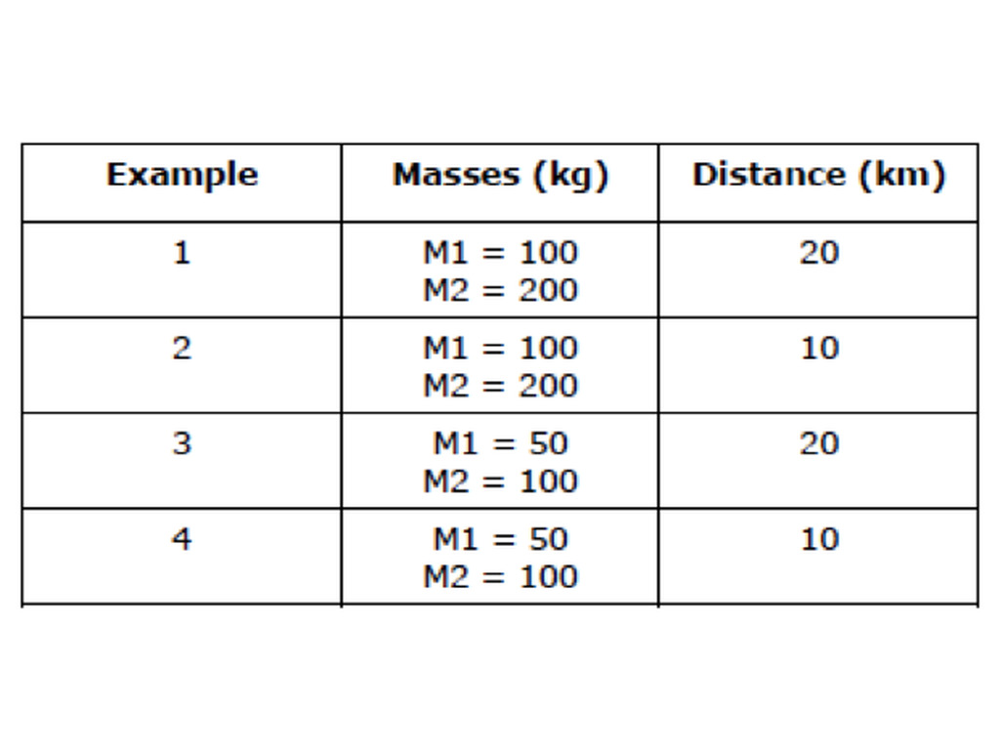 Example Masses (kg) Distance (km)
1 M1 = 100 20
M2 = 200
2 M1 = 100 10
M2 = 200
3 M1 = 50 20
M2 = 100
4 M1 = 50 10
M2 = 100